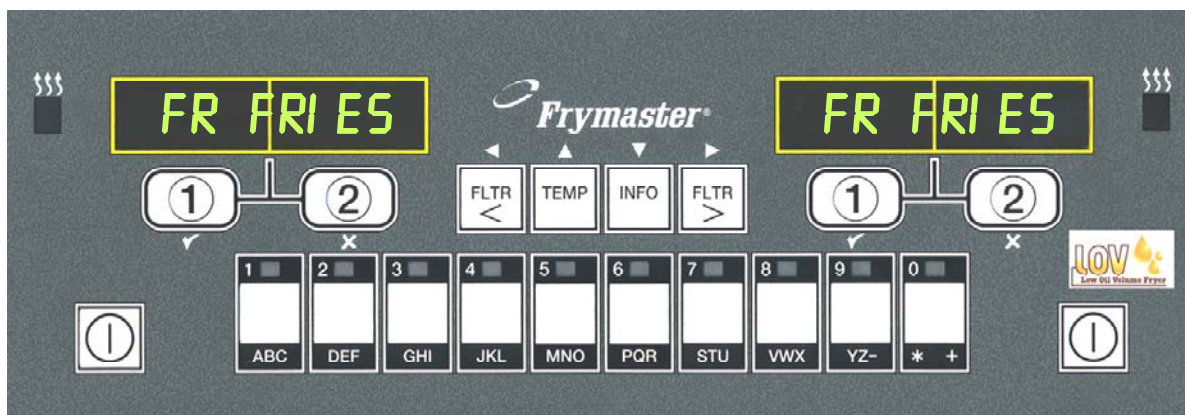 FR FRIES
Frymaster®
FR FRIES
1
2
1
2
FLTR
<
TEMP
INFO
FLTR
>
LOV
Low Oil Volume Fryer
1
2
3
4
5
6
7
8
9
0
ABC
DEF
GHI
JKL
MNO
PQR
STU
VWX
YZ-
* +